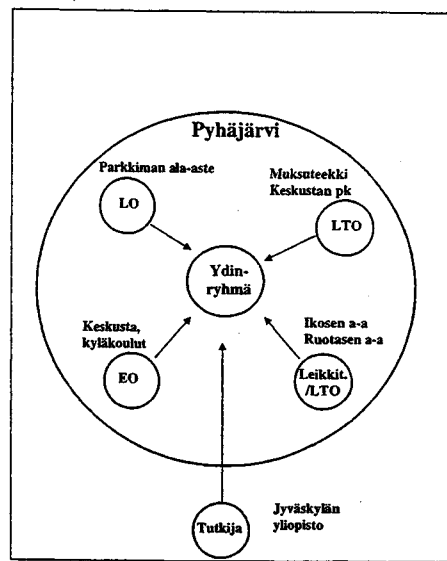 Pyhäjärvi
Parkkiman ala-aste
LO
Muksuteekki
Keskustan pk
LTO
Ydin-
ryhmä
Keskusta,
kyläkoulut
EO
Ikosen a-a
Ruotasen a-a
Leikkit.
/LTO
Tutkija
Jyväskylän
yliopisto